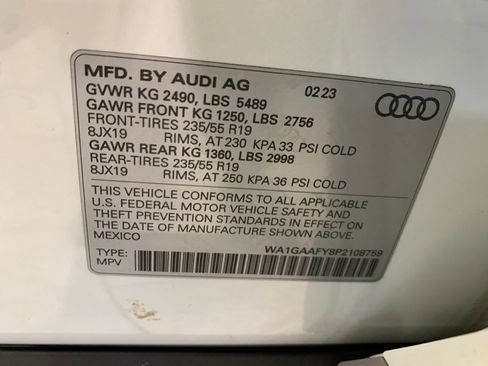 MFD. BY AUDI AG 02 23
GVWR KG 2490, LBS 5489
GAWR FRONT KG 1250, LBS 2756
FRONT-TIRES 235/55 R19
8JX19 RIMS, AT 230 KPA 33 PSI COLD
GAWR REAR KG 1360, LBS 2998
REAR-TIRES 235/55 R19
8JX19 RIMS, AT 250 KPA 36 PSI COLD
THIS VEHICLE CONFORMS TO ALL APPLICABLE
U.S. FEDERAL MOTOR VEHICLE SAFETY AND
THEFT PREVENTION STANDARDS IN EFFECT ON
THE DATE OF MANUFACTURE SHOWN ABOVE.
MEXICO
WA1GAAFY8P2108759
TYPE:
MPV